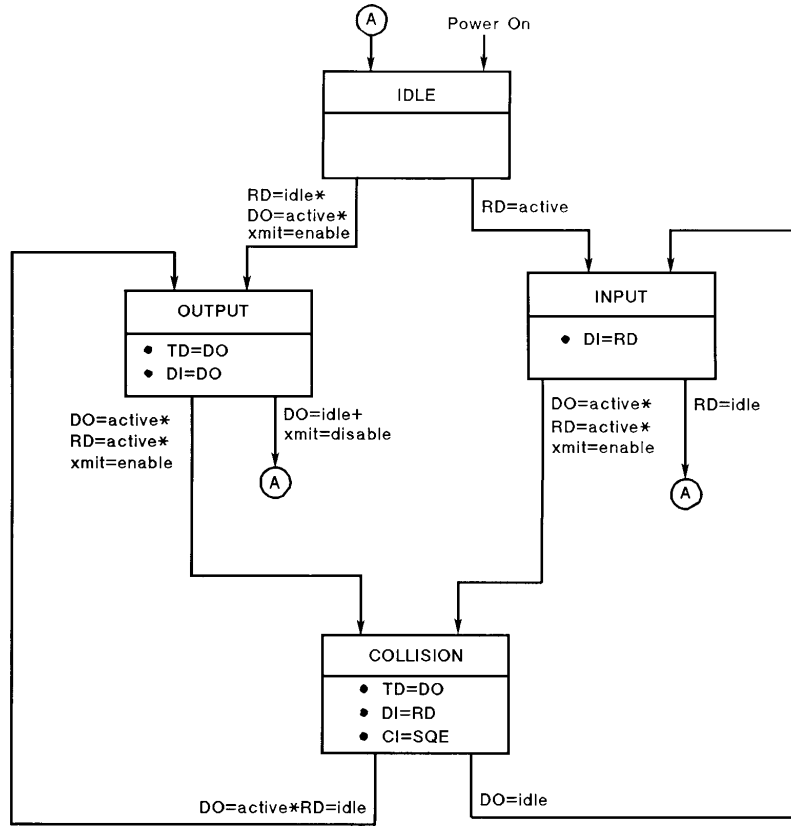 A
Power On
IDLE
RD=idle*
DO=active*
xmit=enable
RD=active
OUTPUT
• TD=DO
• DI=DO
INPUT
• DI=RD
DO=active*
RD=active*
xmit=enable
DO=idle+
xmit=disable
A
DO=active*
RD=active*
xmit=enable
RD=idle
A
COLLISION
• TD=DO
• DI=RD
• CI=SQE
DO=active*RD=idle
DO=idle